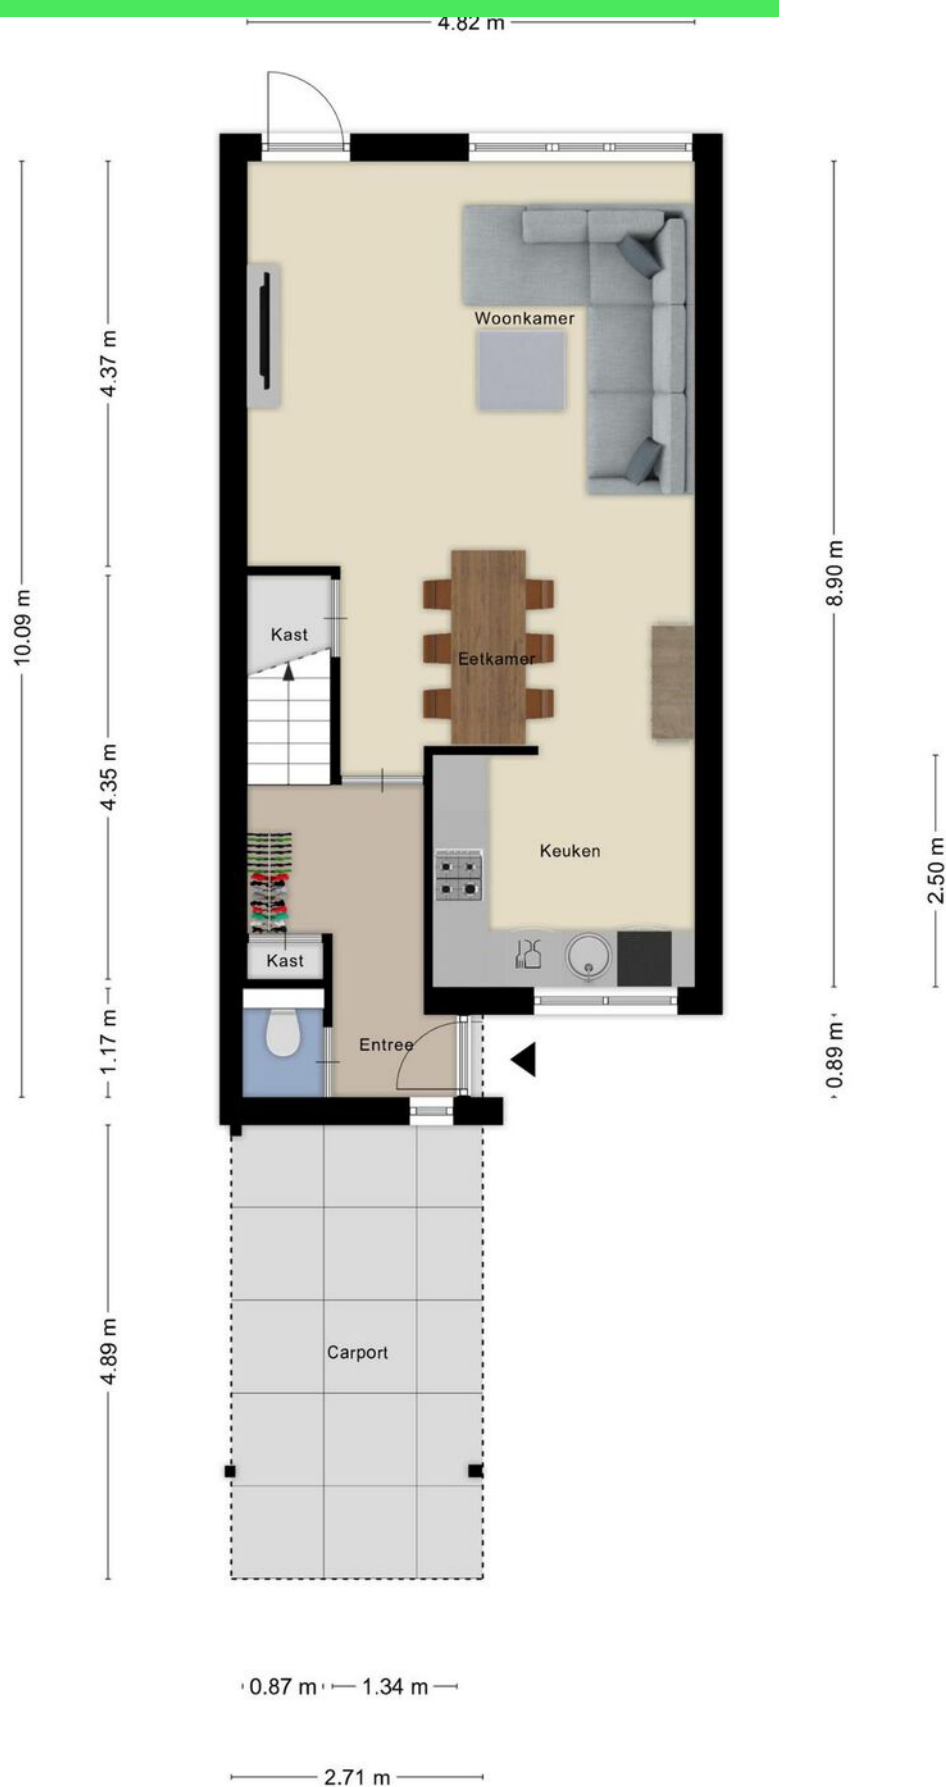 4.82 m
Woonkamer
4.37 m
10.09 m
8.90 m
Kast
Eetkamer
4.35 m
Keuken
2.50 m
Kast
1.17 m
Entree
0.89 m
Carport
4.89 m
0.87 m
1.34 m
2.71 m